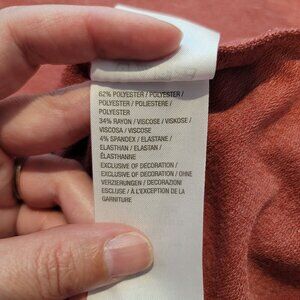 62% POLYESTER / POLYESTER /
POLYESTER / POLIESTERE /
POLYESTER
34% RAYON / VISCOSE / VISKOSE /
VISCOSA / VISCOSE
4% SPANDEX / ELASTANE /
ELASTHAN / ELASTAN /
ÉLASTHANNE
EXCLUSIVE OF DECORATION /
EXCLUSIVE OF DECORATION / OHNE
VERZIERUNGEN / DECORAZIONI
ESCLUSE / À L'EXCEPTION DE LA
GARNITURE